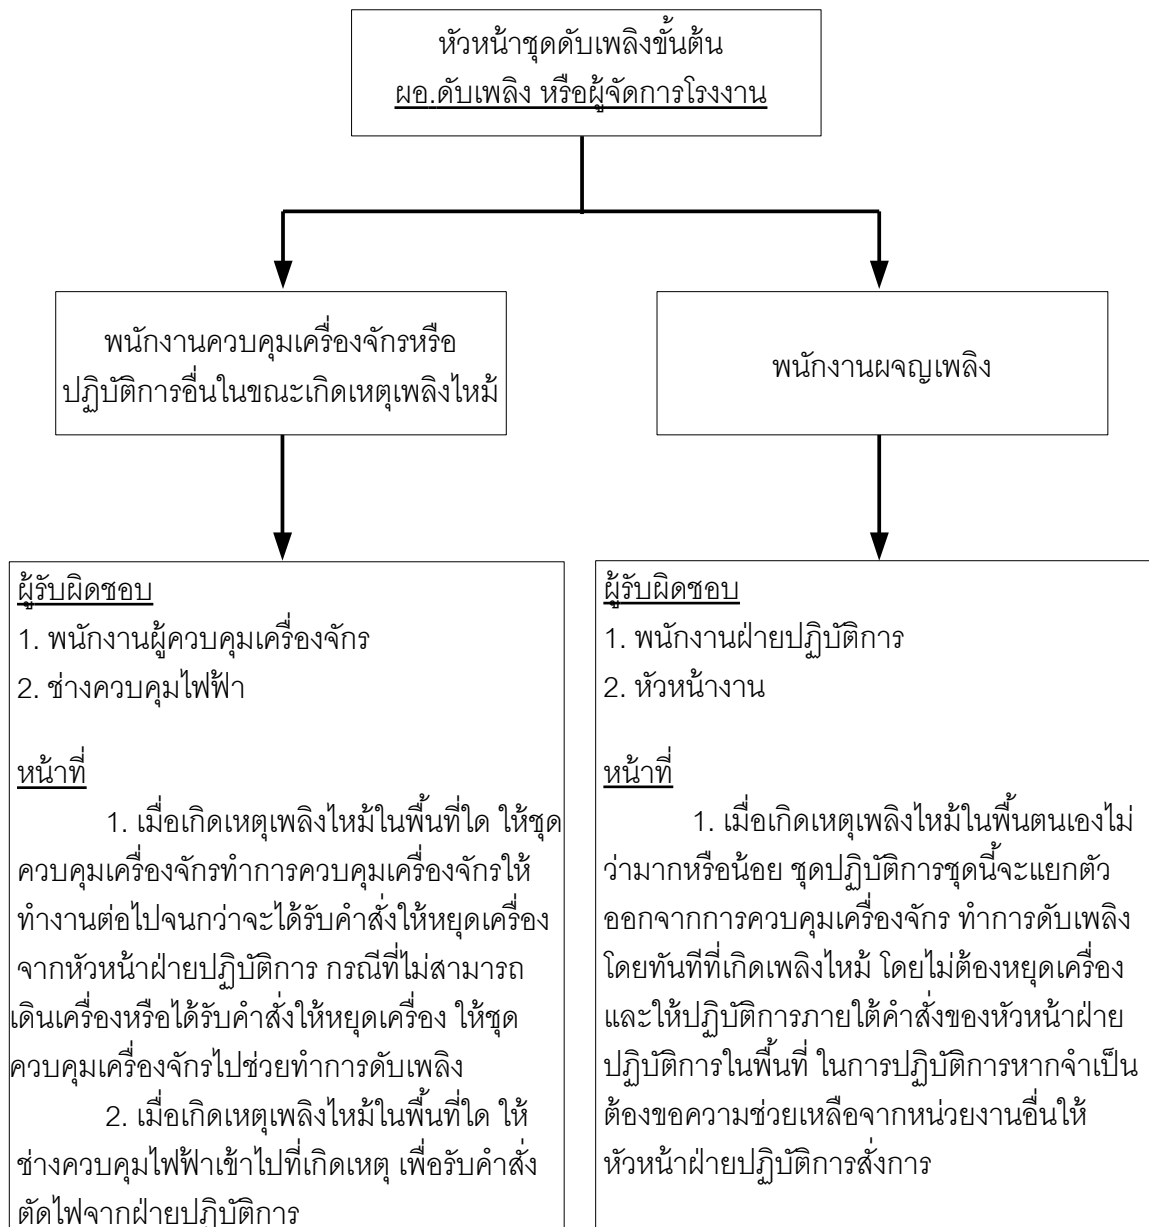 หัวหน้าชุดดับเพลิงขั้นต้น
ผอ.ดับเพลิง หรือผู้จัดการโรงงาน
พนักงานควบคุมเครื่องจักรหรือ
ปฏิบัติการอื่นในขณะเกิดเหตุเพลิงไหม้
พนักงานผจญเพลิง
ผู้รับผิดชอบ
1. พนักงานผู้ควบคุมเครื่องจักร
2. ช่างควบคุมไฟฟ้า
หน้าที่
1. เมื่อเกิดเหตุเพลิงไหม้ในพื้นที่ใด ให้ชุด
ควบคุมเครื่องจักรทำการควบคุมเครื่องจักรให้
ทำงานต่อไปจนกว่าจะได้รับคำสั่งให้หยุดเครื่อง
จากหัวหน้าฝ่ายปฏิบัติการ กรณีที่ไม่สามารถ
เดินเครื่องหรือได้รับคำสั่งให้หยุดเครื่อง ให้ชุด
ควบคุมเครื่องจักรไปช่วยทำการดับเพลิง
2. เมื่อเกิดเหตุเพลิงไหม้ในพื้นที่ใด ให้
ช่างควบคุมไฟฟ้าเข้าไปที่เกิดเหตุ เพื่อรับคำสั่ง
ตัดไฟจากฝ่ายปฏิบัติการ
ผู้รับผิดชอบ
1. พนักงานฝ่ายปฏิบัติการ
2. หัวหน้างาน
หน้าที่
1. เมื่อเกิดเหตุเพลิงไหม้ในพื้นตนเองไม่
ว่ามากหรือน้อย ชุดปฏิบัติการชุดนี้จะแยกตัว
ออกจากการควบคุมเครื่องจักร ทำการดับเพลิง
โดยทันทีที่เกิดเพลิงไหม้ โดยไม่ต้องหยุดเครื่อง
และให้ปฏิบัติการภายใต้คำสั่งของหัวหน้าฝ่าย
ปฏิบัติการในพื้นที่ ในการปฏิบัติการหากจำเป็น
ต้องขอความช่วยเหลือจากหน่วยงานอื่นให้
หัวหน้าฝ่ายปฏิบัติการสั่งการ